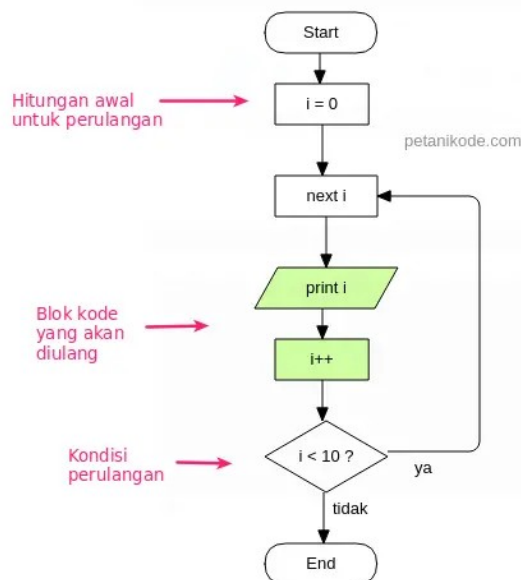 Start
Hitungan awal
untuk perulangan
i = 0
petanikode.com
next i
print i
Blok kode
yang akan
diulang
i++
Kondisi
perulangan
i < 10 ?
ya
tidak
End